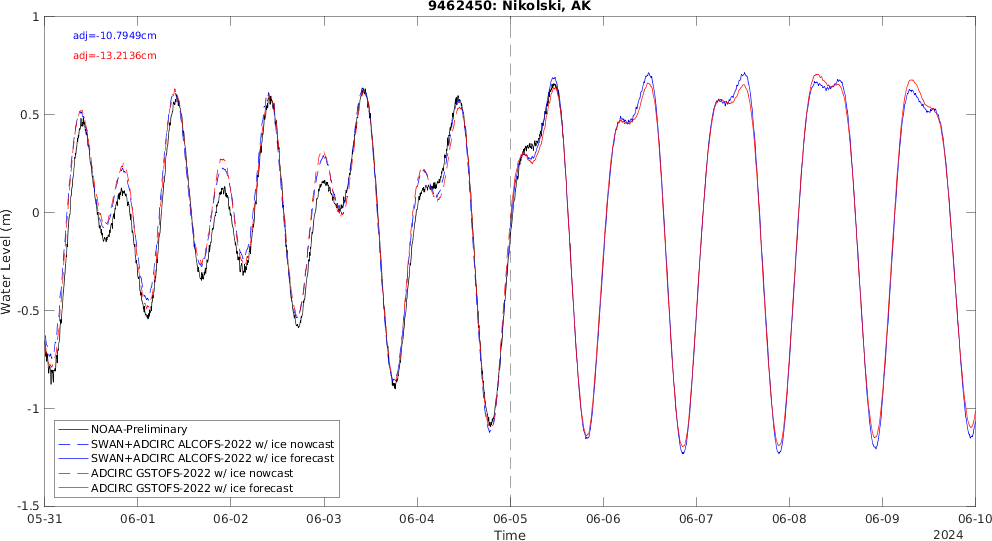 9462450: Nikolski, AK
adj=-10.7949cm
adj=-13.2136cm
Water Level (m)
1
0.5
0
-0.5
-1
-1.5
NOAA-Preliminary
SWAN+ADCIRC ALCOFS-2022 w/ ice nowcast
SWAN+ADCIRC ALCOFS-2022 w/ ice forecast
ADCIRC GSTOFS-2022 w/ ice nowcast
ADCIRC GSTOFS-2022 w/ ice forecast
05-31 06-01 06-02 06-03 06-04 06-05 06-06 06-07 06-08 06-09 06-10
Time
2024